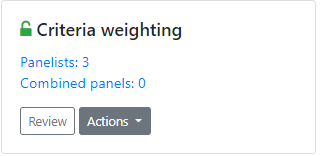 Criteria weighting
Panelists: 3
Combined panels: 0
Review
Actions